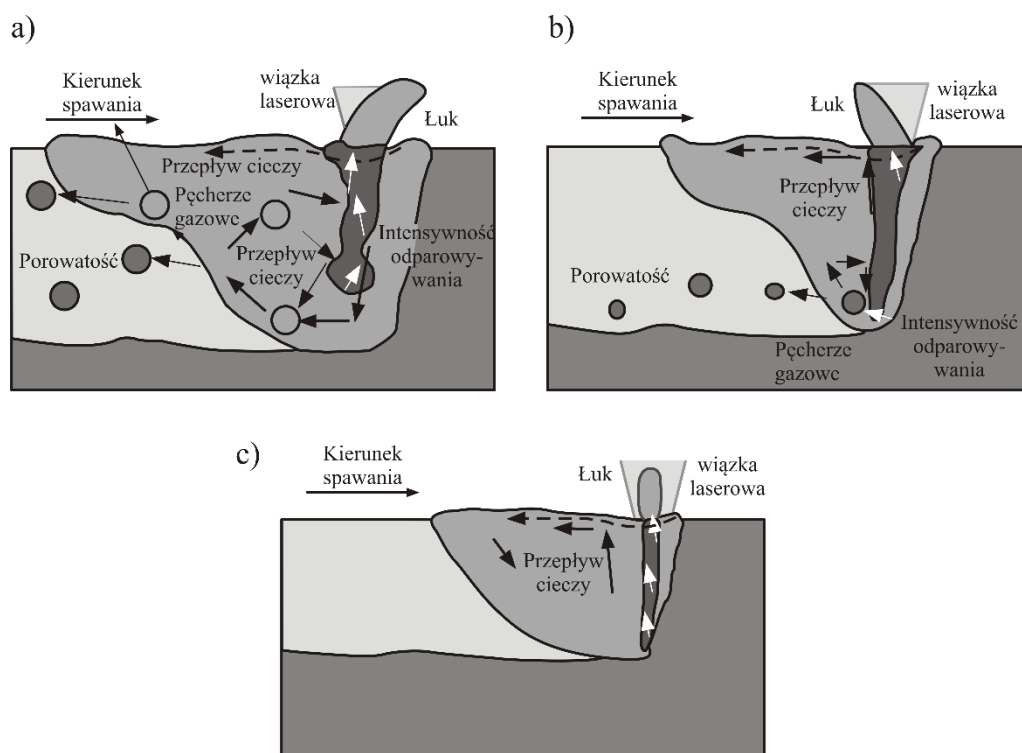 a)
Kierunek
spawania
wiązka
laserowa
Łuk
Przepływ cieczy
Pęcherze
gazowe
Przepływ
cieczy
Intensywność
odparowy-
wania
Porowatość
b)
Kierunek
spawania
Łuk
wiązka
laserowa
Przepływ
cieczy
Porowatość
Pęcherze
gazowe
Intensywność
odparowy-
wania
c)
Kierunek
spawania
Łuk
wiązka
laserowa
Przepływ
cieczy